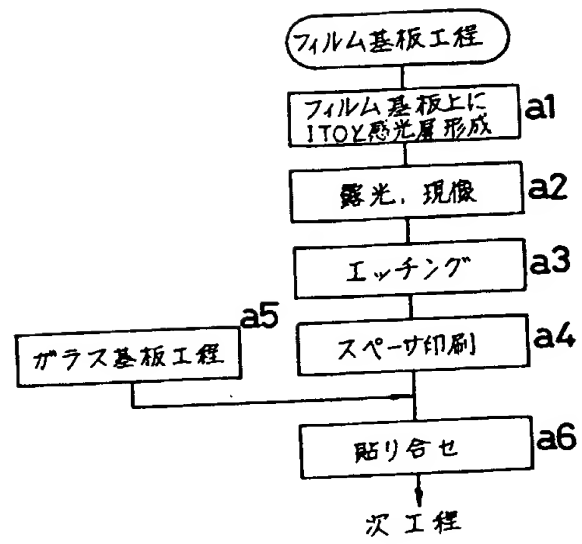 フィルム基板工程
フィルム基板上に
ITOと感光層形成
a1
露光、現像
a2
エッチング
a3
スペーサ印刷
a4
ガラス基板工程
a5
貼り合せ
a6
次工程